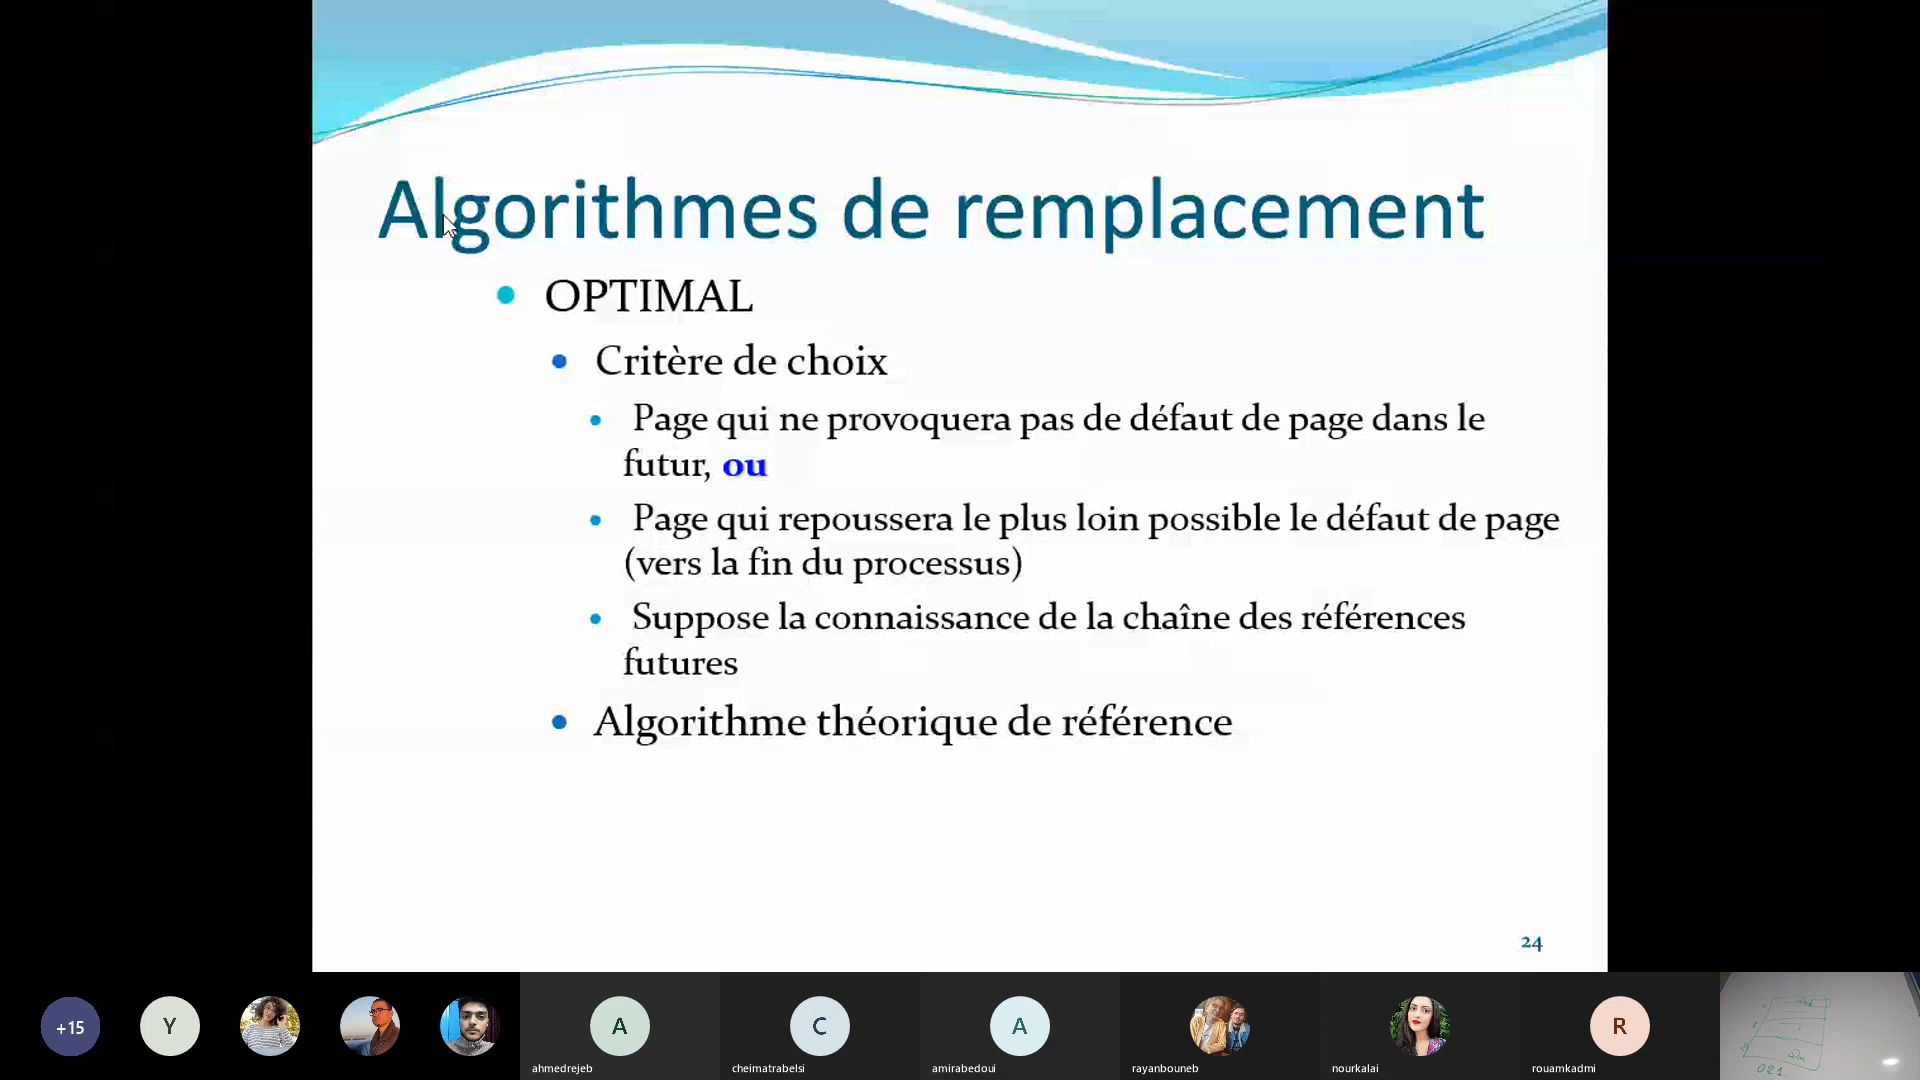 Algorithmes de remplacement
OPTIMAL
Critère de choix
Page qui ne provoquera pas de défaut de page dans le
futur, ou
Page qui repoussera le plus loin possible le défaut de page
(vers la fin du processus)
Suppose la connaissance de la chaîne des références
futures
Algorithme théorique de référence
24
+15
Y
A
C
A
R
ahmedrejeb
cheimatrabelsi
amirabedoui
rayanbouneb
nourkalai
rouamkadmi
021